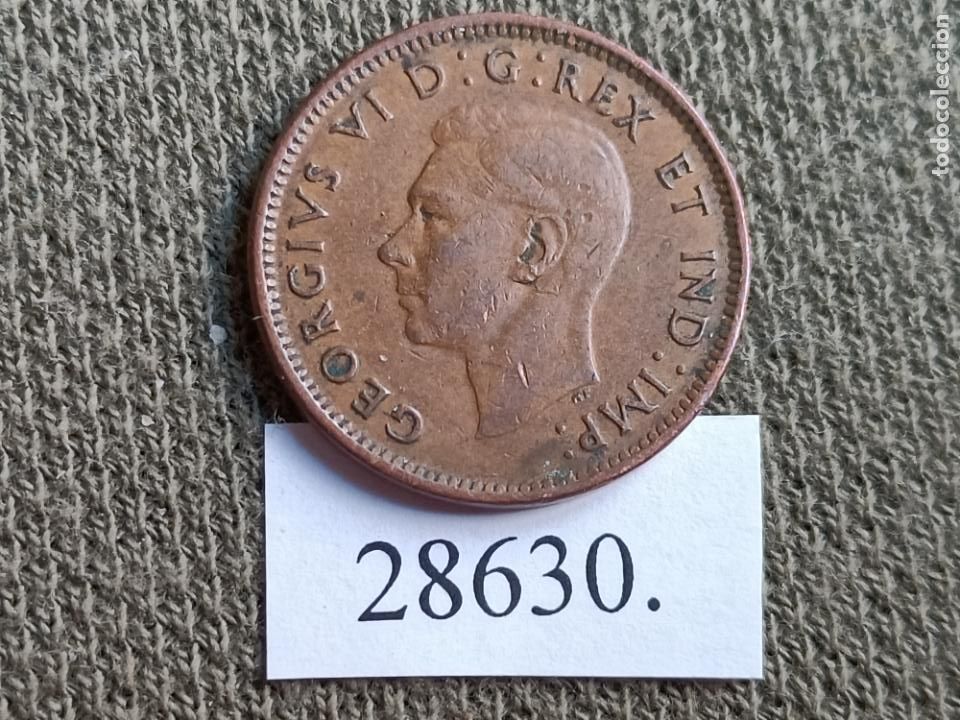 GEORGIVS VI D:G:REX ET IND·IMP:
28630.
todocoleccion